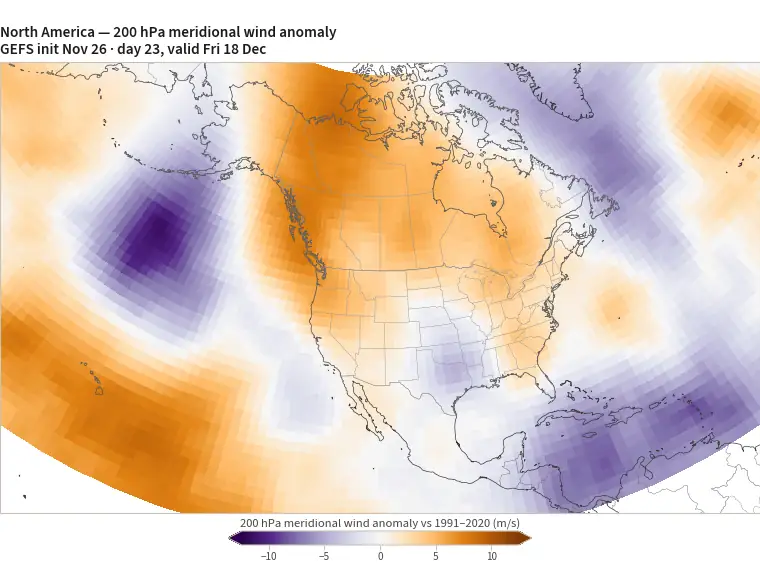 North America — 200 hPa meridional wind anomaly
GEFS init Nov 26 · day 23, valid Fri 18 Dec
200 hPa meridional wind anomaly vs 1991–2020 (m/s)
−10 −5 0 5 10